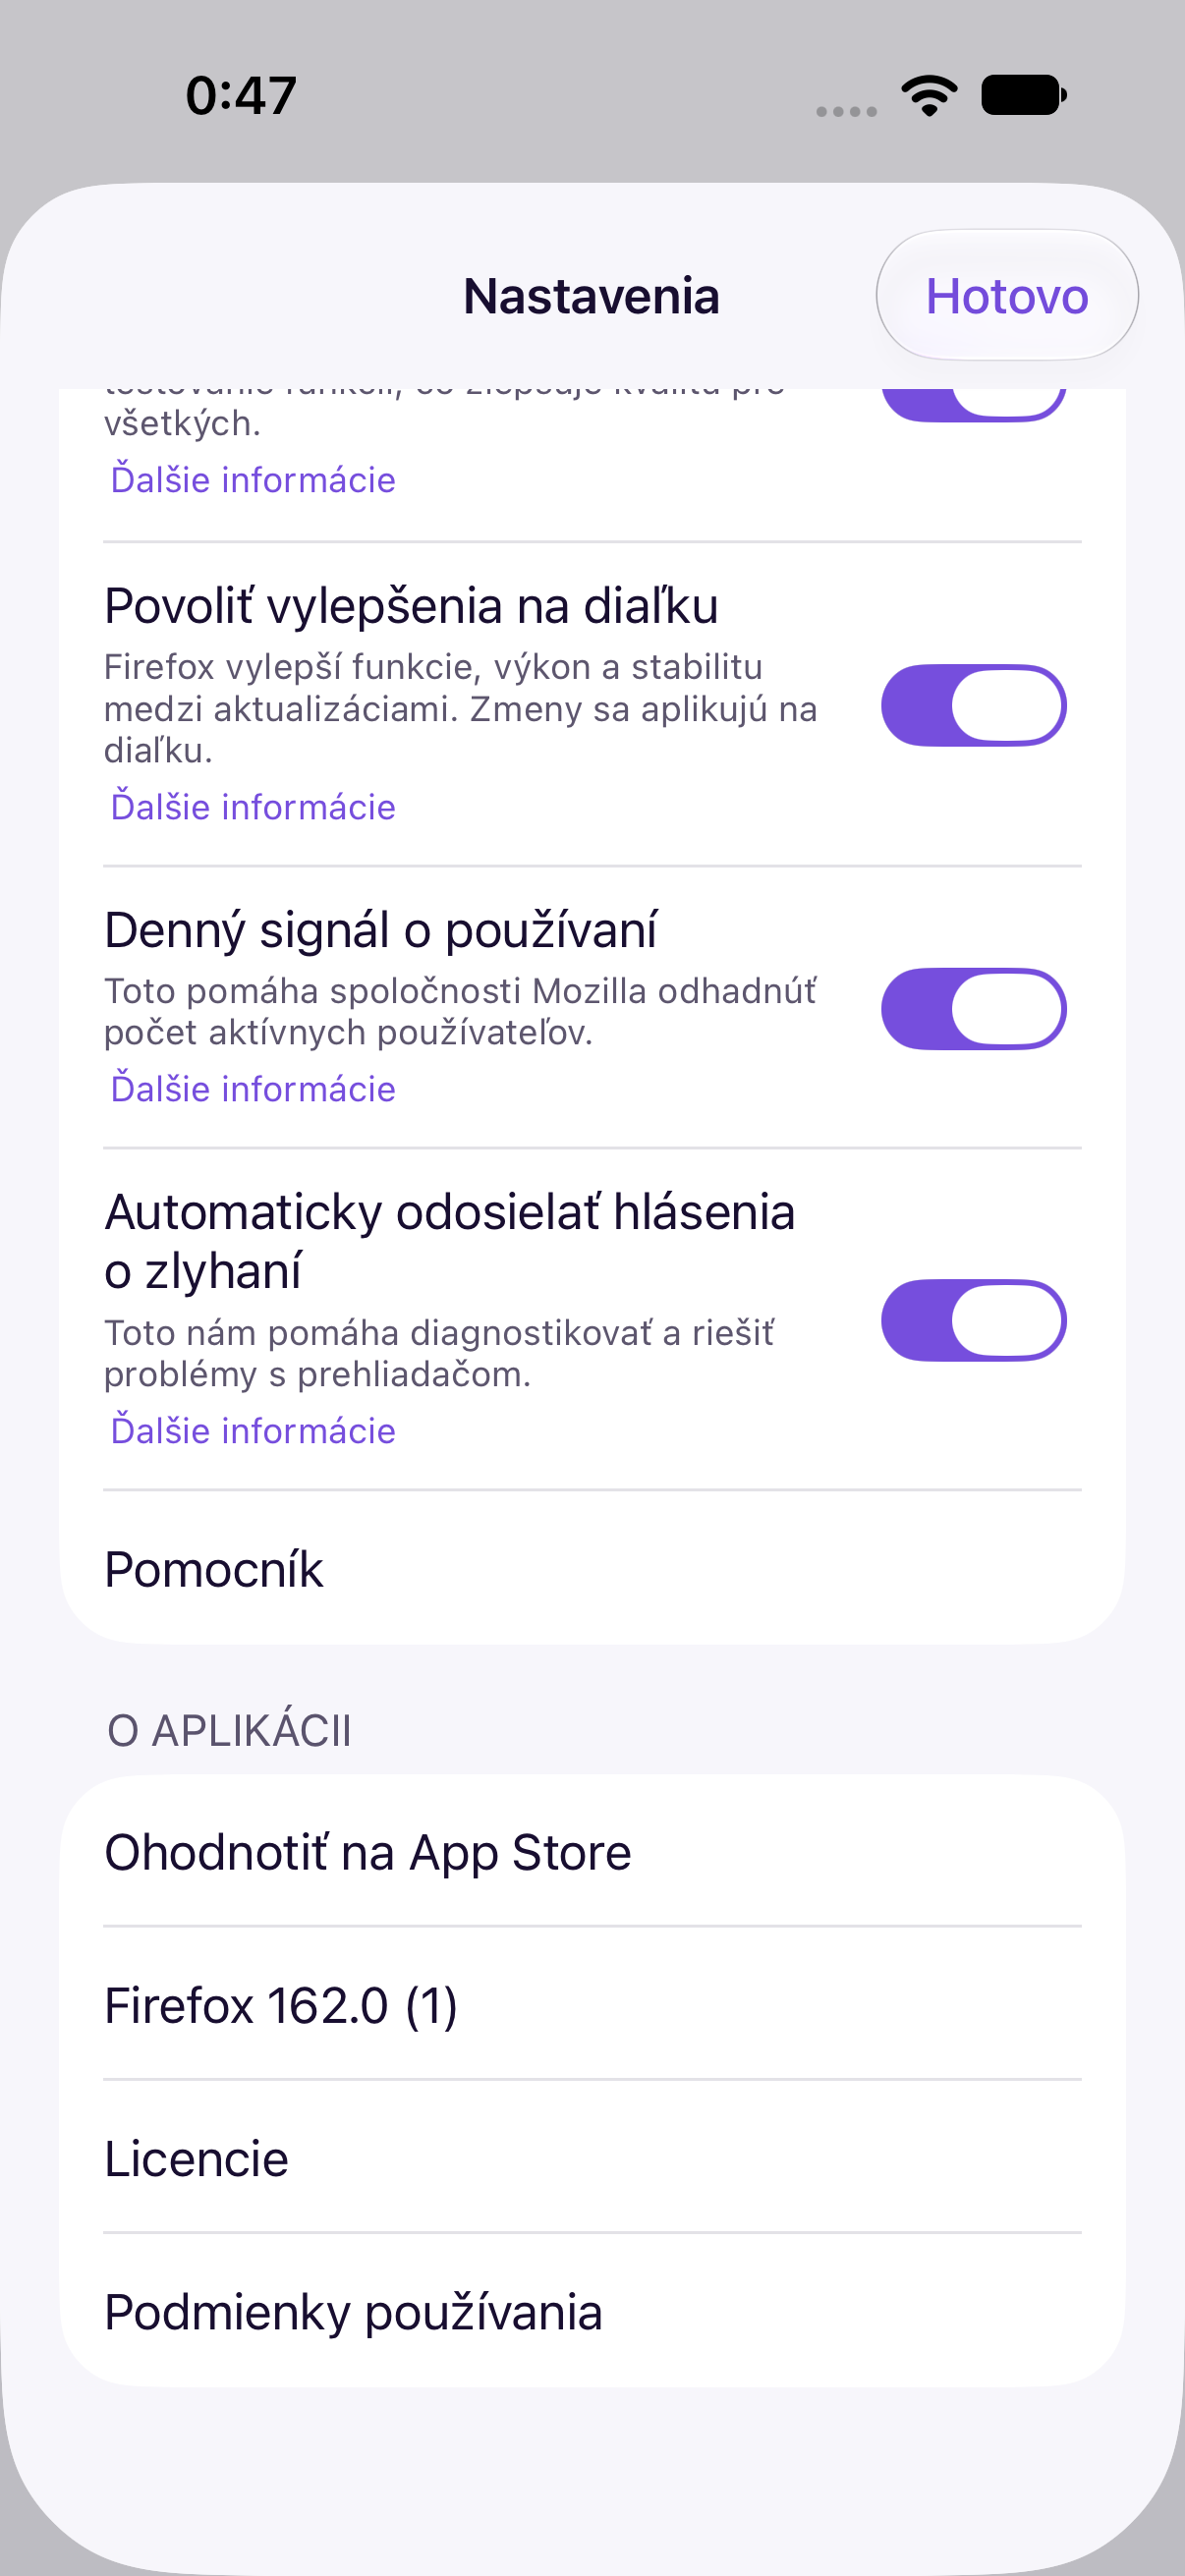 0:47
Nastavenia
Hotovo
všetkých.
Ďalšie informácie
Povoliť vylepšenia na diaľku
Firefox vylepší funkcie, výkon a stabilitu
medzi aktualizáciami. Zmeny sa aplikujú na
diaľku.
Ďalšie informácie
Denný signál o používaní
Toto pomáha spoločnosti Mozilla odhadnúť
počet aktívnych používateľov.
Ďalšie informácie
Automaticky odosielať hlásenia
o zlyhaní
Toto nám pomáha diagnostikovať a riešiť
problémy s prehliadačom.
Ďalšie informácie
Pomocník
O APLIKÁCII
Ohodnotiť na App Store
Firefox 162.0 (1)
Licencie
Podmienky používania